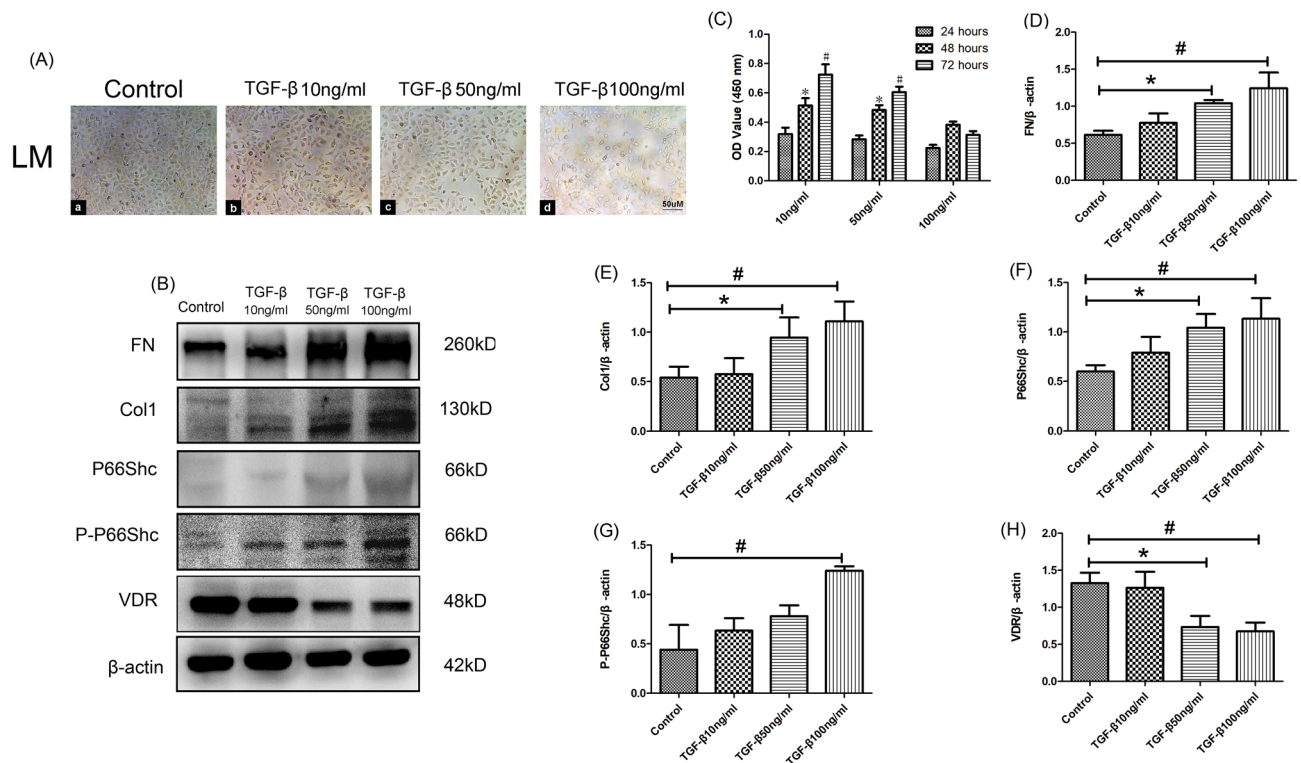 (A)
Control
TGF-β 10ng/ml
TGF-β 50ng/ml
TGF-β100ng/ml
LM
a
b
c
d
50uM
(B)
Control
TGF-β
10ng/ml
TGF-β
50ng/ml
TGF-β
100ng/ml
FN
260kD
Col1
130kD
P66Shc
66kD
P-P66Shc
66kD
VDR
48kD
β-actin
42kD
(C)
OD Value (450 nm)
1.0
0.8
0.6
0.4
0.2
0.0
* # * #
24 hours
48 hours
72 hours
10ng/ml
50ng/ml
100ng/ml
(D)
FN/β -actin
2.0
1.5
1.0
0.5
0.0
#
*
Control
TGF-β10ng/ml
TGF-β50ng/ml
TGF-β100ng/ml
(E)
Col1/β -actin
1.5
1.0
0.5
0.0
#
*
Control
TGF-β10ng/ml
TGF-β50ng/ml
TGF-β100ng/ml
(F)
P66Shc/β -actin
1.5
1.0
0.5
0.0
#
*
Control
TGF-β10ng/ml
TGF-β50ng/ml
TGF-β100ng/ml
(G)
P-P66Shc/β -actin
1.5
1.0
0.5
0.0
#
Control
TGF-β10ng/ml
TGF-β50ng/ml
TGF-β100ng/ml
(H)
VDR/β -actin
2.0
1.5
1.0
0.5
0.0
#
*
Control
TGF-β10ng/ml
TGF-β50ng/ml
TGF-β100ng/ml